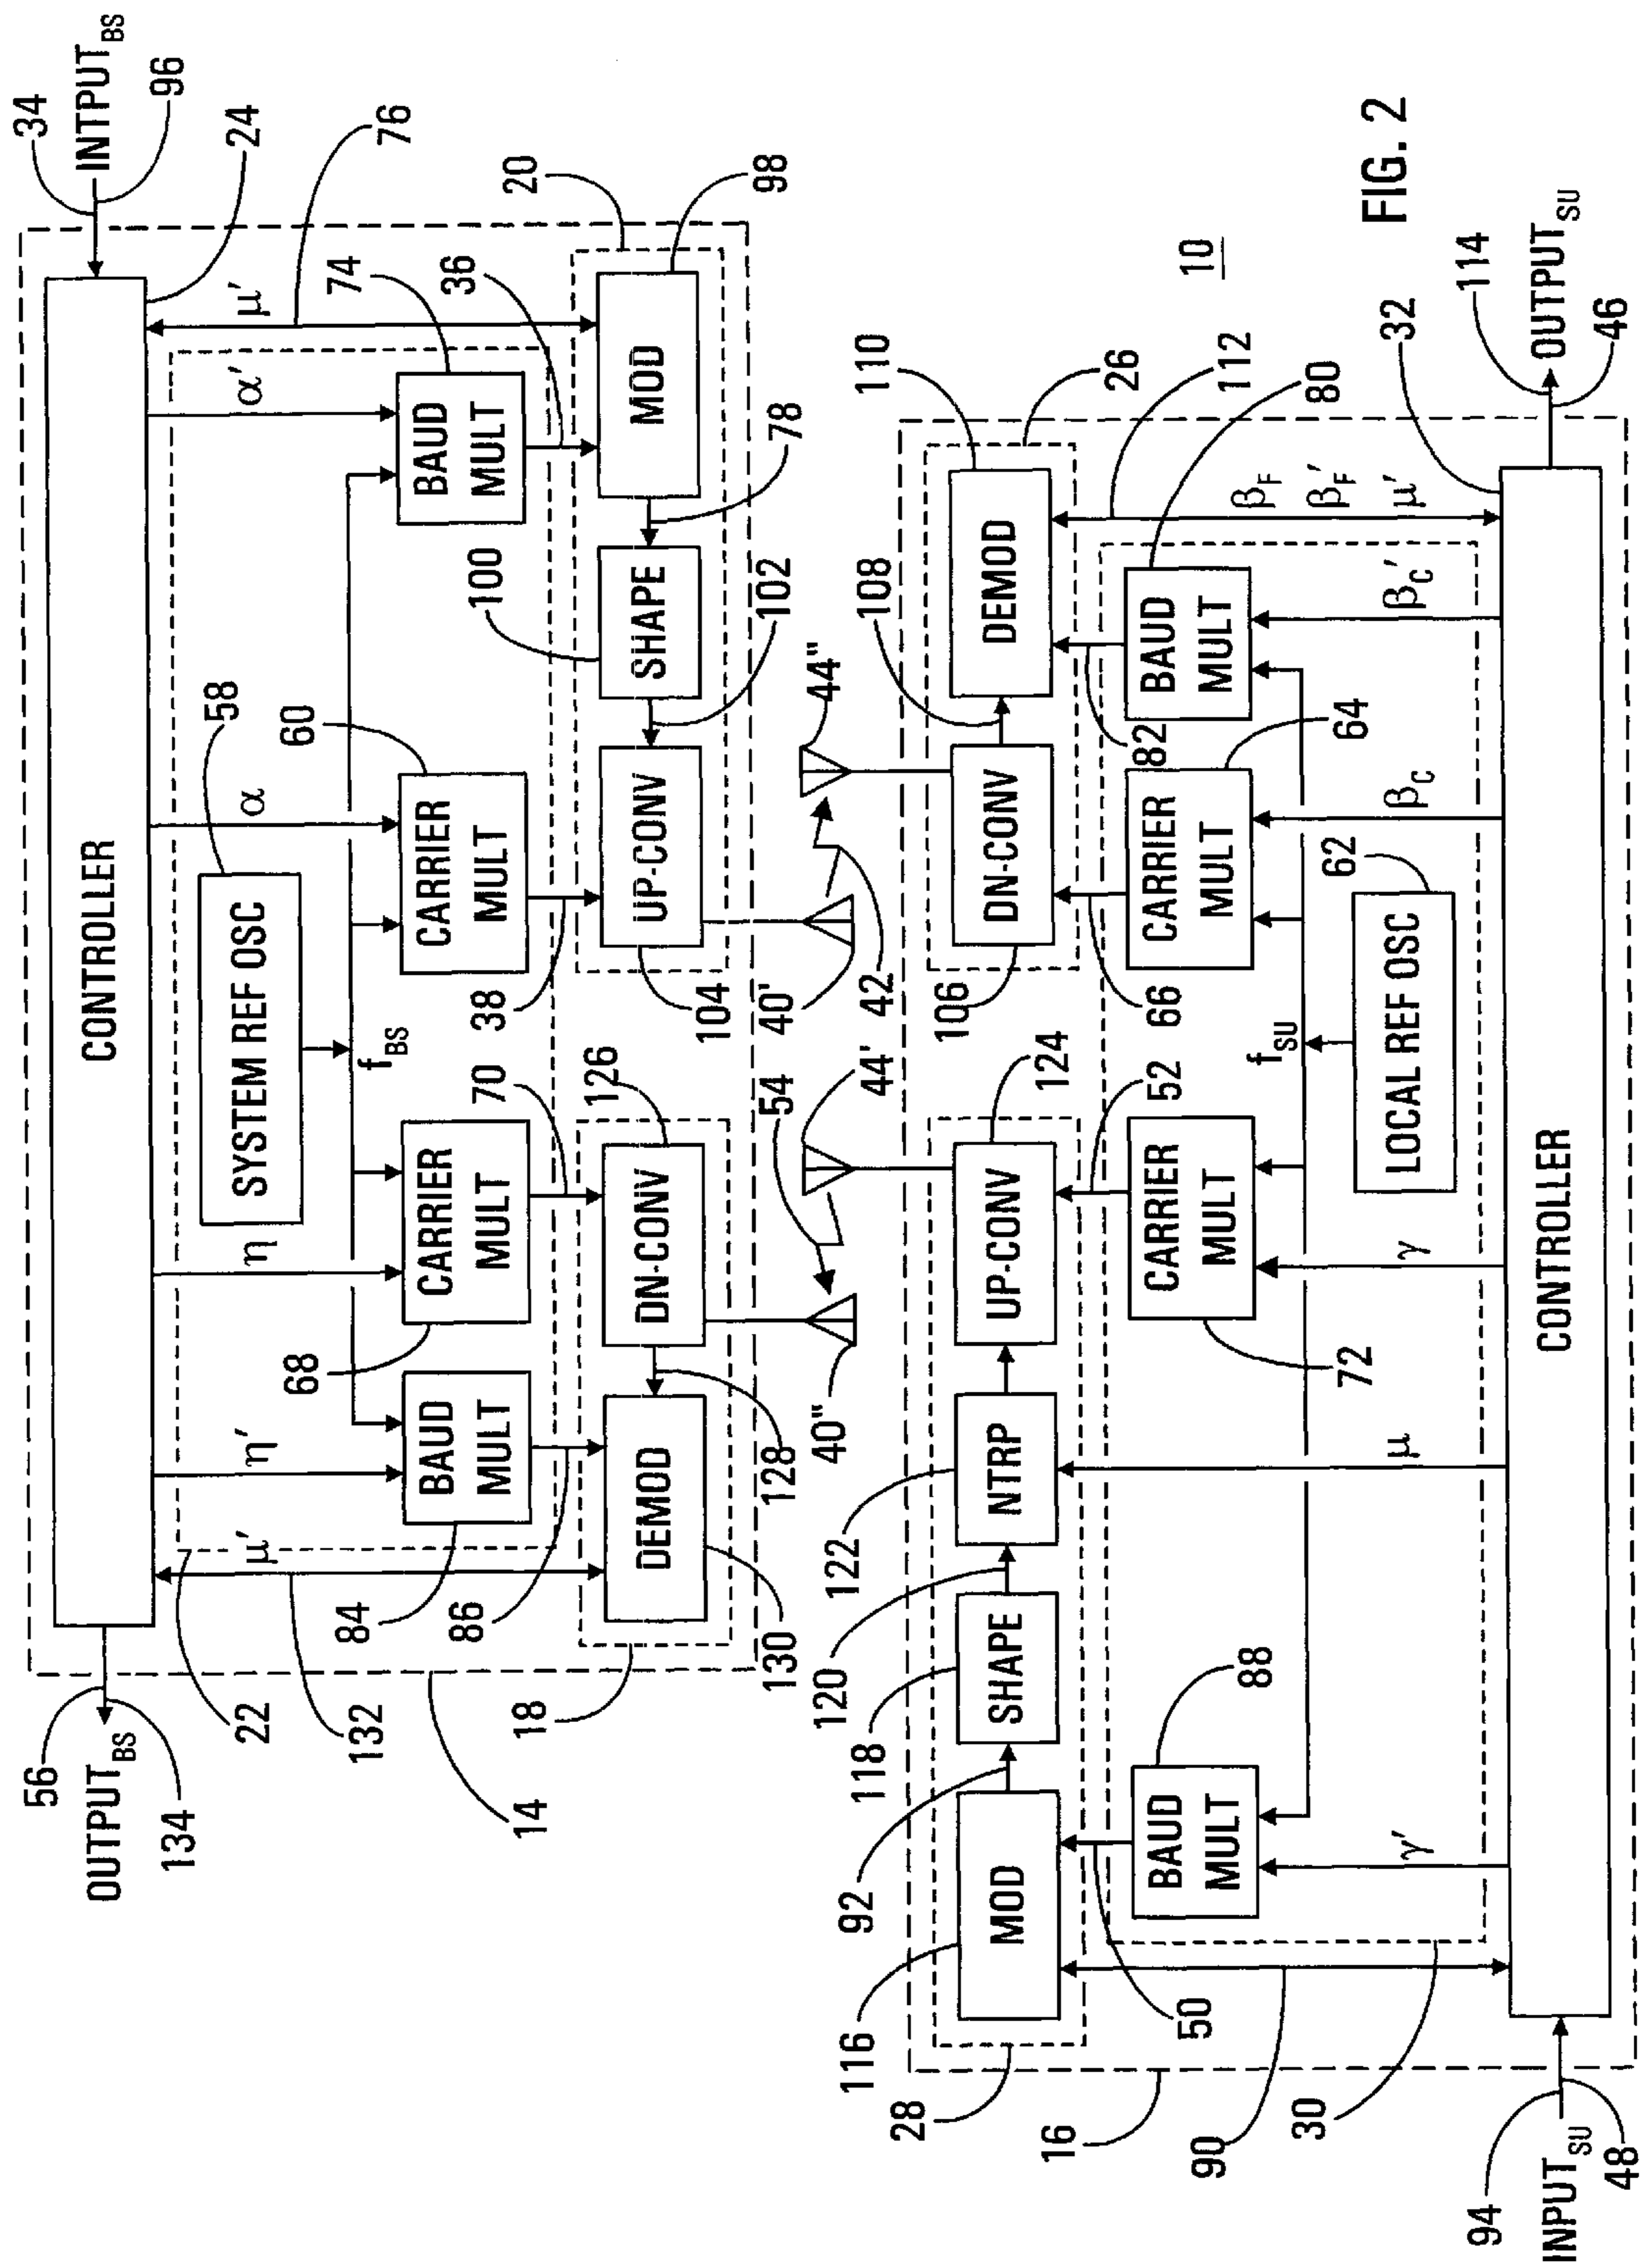 56
OUTPUT BS
134
CONTROLLER
34
INTPUT BS
96
24
22
μ'
132
η'
η
SYSTEM REF OSC
58
α
α'
μ'
76
f BS
84
BAUD
MULT
68
CARRIER
MULT
60
CARRIER
MULT
74
BAUD
MULT
14
86
70
38
36
20
18
DEMOD
130
128
DN-CONV
126
UP-CONV
104
102
SHAPE
100
78
MOD
98
40"
54
44'
40'
42
44"
10
FIG. 2
116
MOD
92
118
SHAPE
120
122
NTRP
UP-CONV
124
106
DN-CONV
108
DEMOD
110
28
26
16
90
50
88
BAUD
MULT
52
CARRIER
MULT
72
66
CARRIER
MULT
64
82
BAUD
MULT
80
112
30
γ'
μ
γ
f SU
LOCAL REF OSC
62
β C
β C'
β F
β F'
μ'
32
94
INPUT SU
48
CONTROLLER
114
OUTPUT SU
46